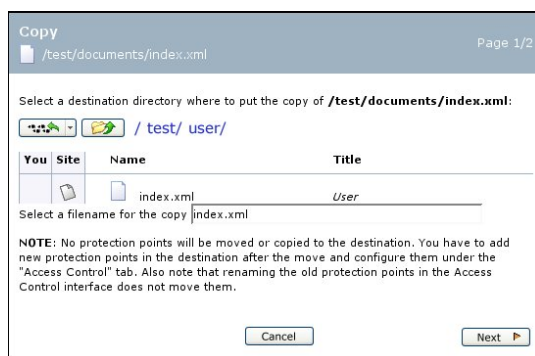 Copy
/test/documents/index.xml
Page 1/2
Select a destination directory where to put the copy of /test/documents/index.xml:
/ test/ user/
You Site Name Title
index.xml User
Select a filename for the copy index.xml
NOTE: No protection points will be moved or copied to the destination. You have to add
new protection points in the destination after the move and configure them under the
"Access Control" tab. Also note that renaming the old protection points in the Access
Control interface does not move them.
Cancel Next